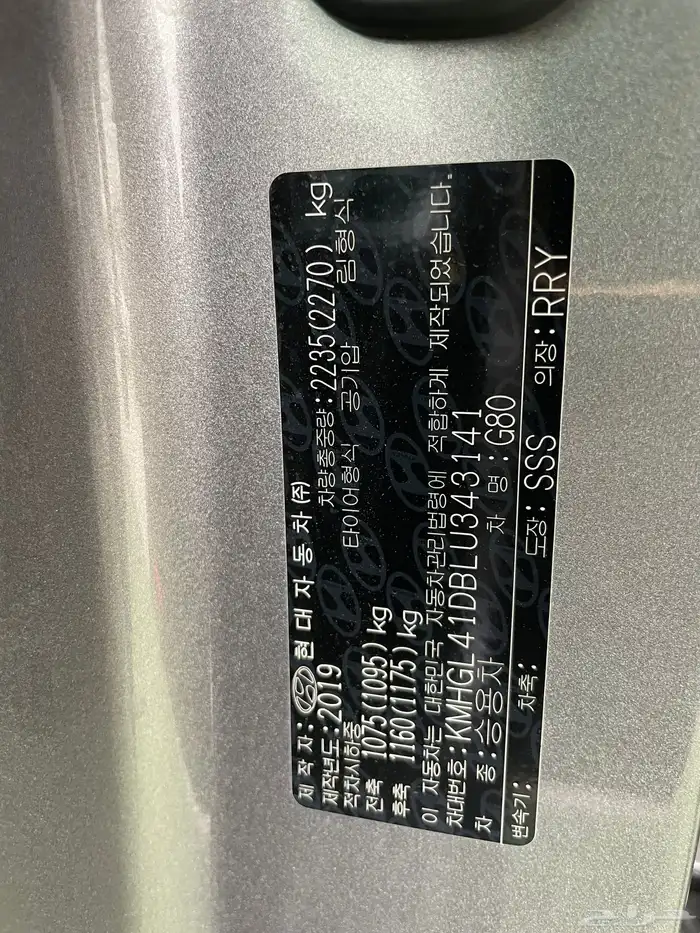 제 작 자: 현 대 자 동 차 (주)
제작년도: 2019 차량총중량: 2235(2270) kg
적차시하중 타이어형식 공기압 림형식
전축 1075(1095) kg
후축 1160(1175) kg
이 자동차는 대한민국 자동차관리법령에 적합하게 제작되었습니다.
차대번호: KMHGL41DBLU343141
차 종: 승용차 차 명: G80
변속기: 차축: 도장: SSS 의장: RRY
حراج